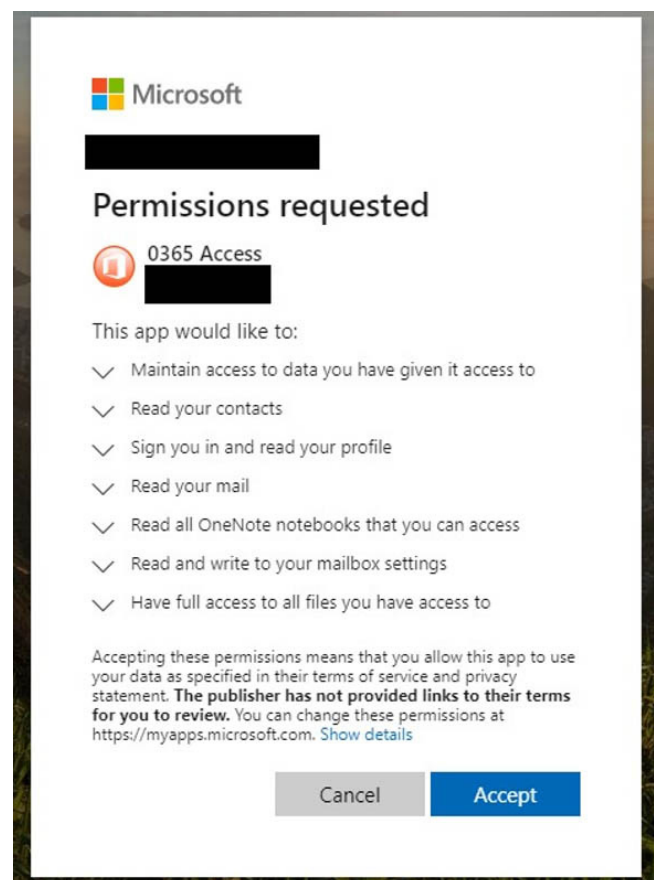 Microsoft
Permissions requested
0365 Access
This app would like to:
Maintain access to data you have given it access to
Read your contacts
Sign you in and read your profile
Read your mail
Read all OneNote notebooks that you can access
Read and write to your mailbox settings
Have full access to all files you have access to
Accepting these permissions means that you allow this app to use
your data as specified in their terms of service and privacy
statement. The publisher has not provided links to their terms
for you to review. You can change these permissions at
https://myapps.microsoft.com. Show details
Cancel Accept